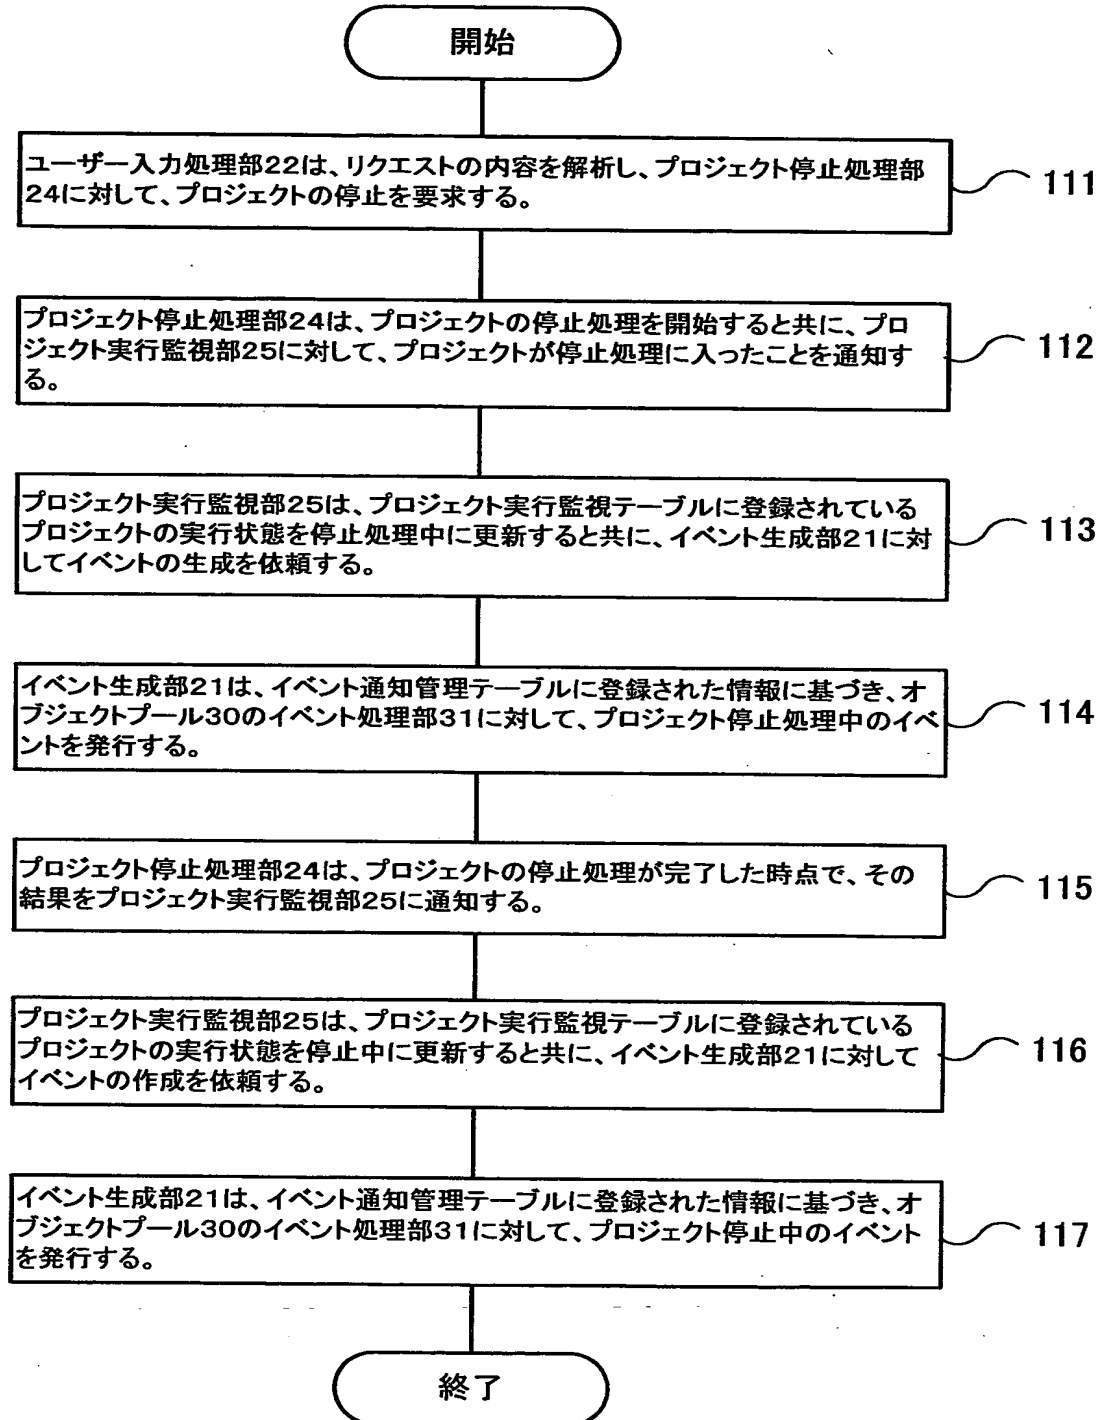 開始
ユーザー入力処理部22は、リクエストの内容を解析し、プロジェクト停止処理部
24に対して、プロジェクトの停止を要求する。
111
プロジェクト停止処理部24は、プロジェクトの停止処理を開始すると共に、プロ
ジェクト実行監視部25に対して、プロジェクトが停止処理に入ったことを通知す
る。
112
プロジェクト実行監視部25は、プロジェクト実行監視テーブルに登録されている
プロジェクトの実行状態を停止処理中に更新すると共に、イベント生成部21に対
してイベントの生成を依頼する。
113
イベント生成部21は、イベント通知管理テーブルに登録された情報に基づき、オ
ブジェクトプール30のイベント処理部31に対して、プロジェクト停止処理中のイベ
ントを発行する。
114
プロジェクト停止処理部24は、プロジェクトの停止処理が完了した時点で、その
結果をプロジェクト実行監視部25に通知する。
115
プロジェクト実行監視部25は、プロジェクト実行監視テーブルに登録されている
プロジェクトの実行状態を停止中に更新すると共に、イベント生成部21に対して
イベントの作成を依頼する。
116
イベント生成部21は、イベント通知管理テーブルに登録された情報に基づき、オ
ブジェクトプール30のイベント処理部31に対して、プロジェクト停止中のイベント
を発行する。
117
終了